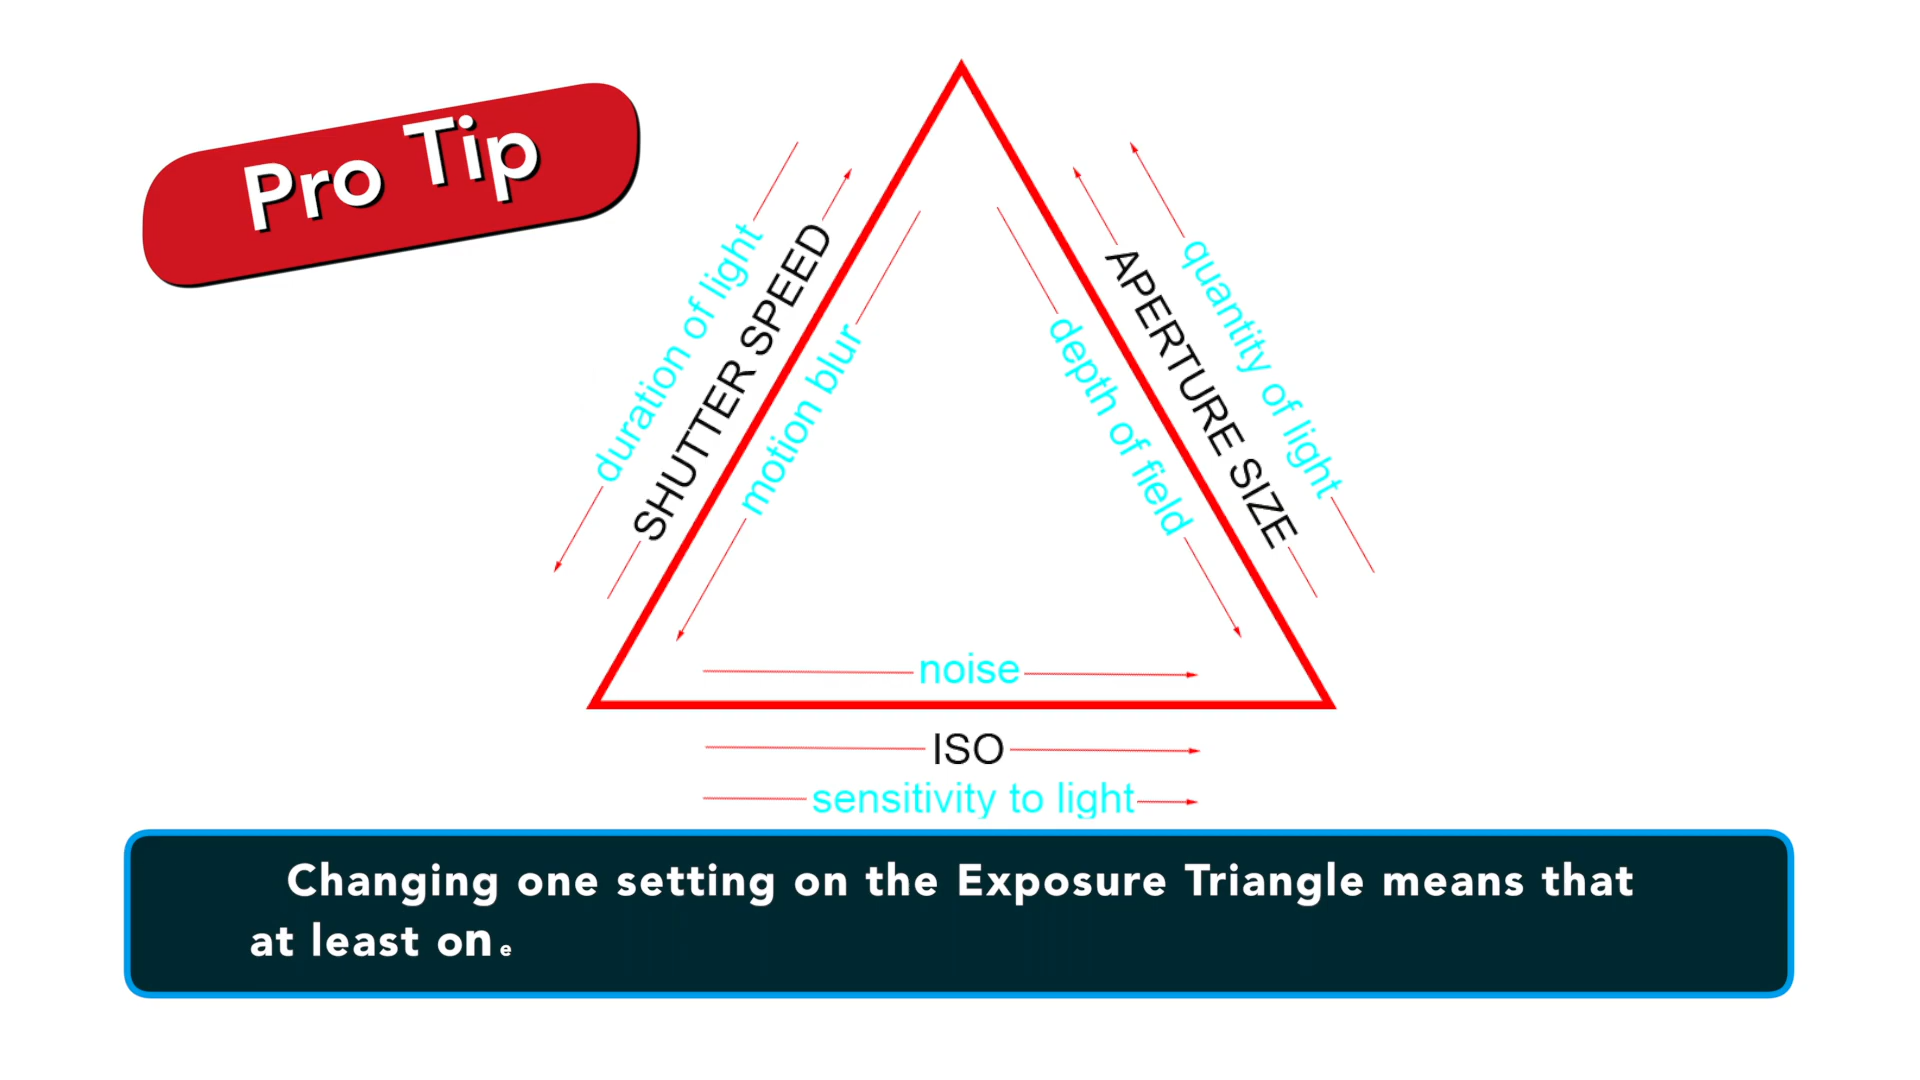 Pro Tip
duration of light
SHUTTER SPEED
motion blur
depth of field
APERTURE SIZE
quantity of light
noise
ISO
sensitivity to light
Changing one setting on the Exposure Triangle means that
at least one